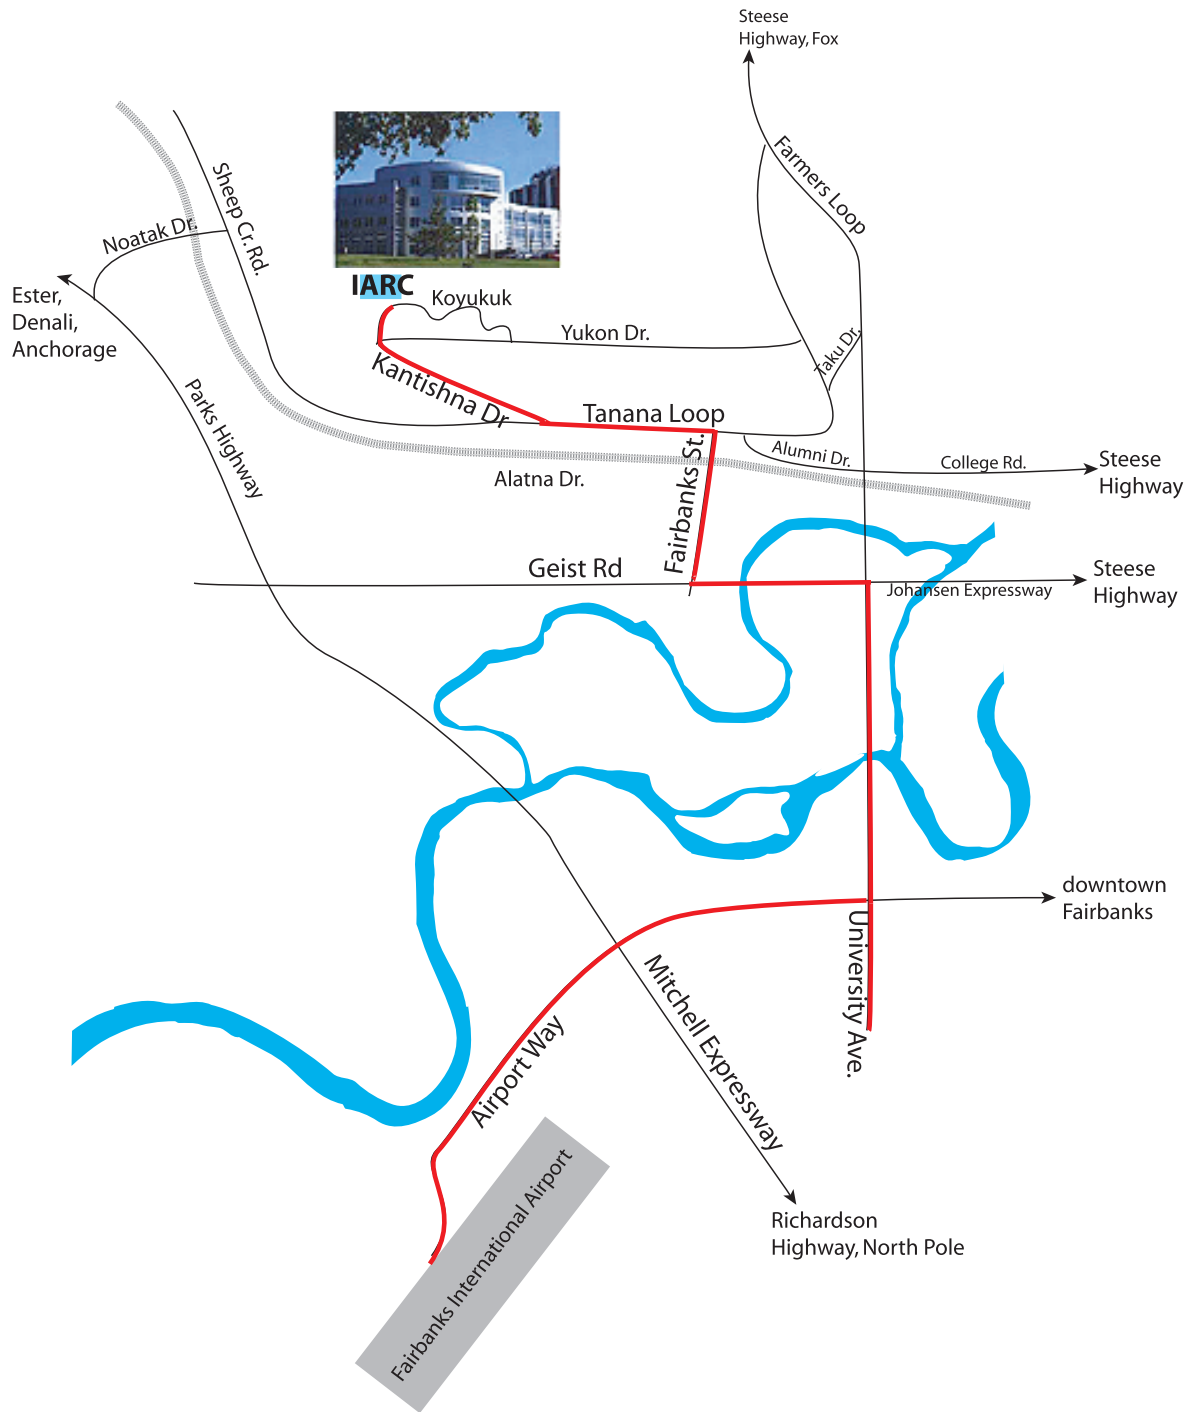 Steese
Highway, Fox
Farmers Loop
Sheep Cr. Rd.
Noatak Dr.
IARC
Ester,
Denali,
Anchorage
Koyukuk
Yukon Dr.
Taku Dr.
Kantishna Dr
Parks Highway
Tanana Loop
Fairbanks St.
Alumni Dr.
College Rd.
Steese
Highway
Alatna Dr.
Geist Rd
Johansen Expressway
Steese
Highway
downtown
Fairbanks
University Ave.
Mitchell Expressway
Airport Way
Fairbanks International Airport
Richardson
Highway, North Pole